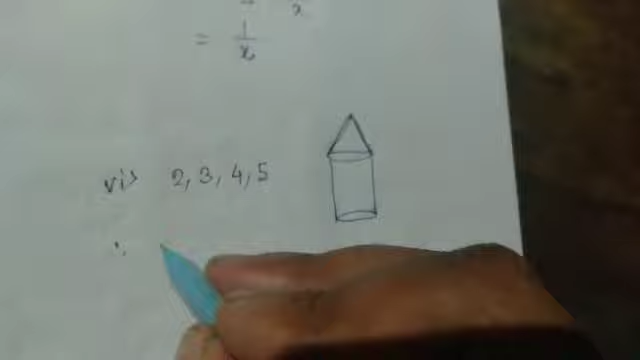 = 1/x
vi> 2, 3, 4, 5
∴